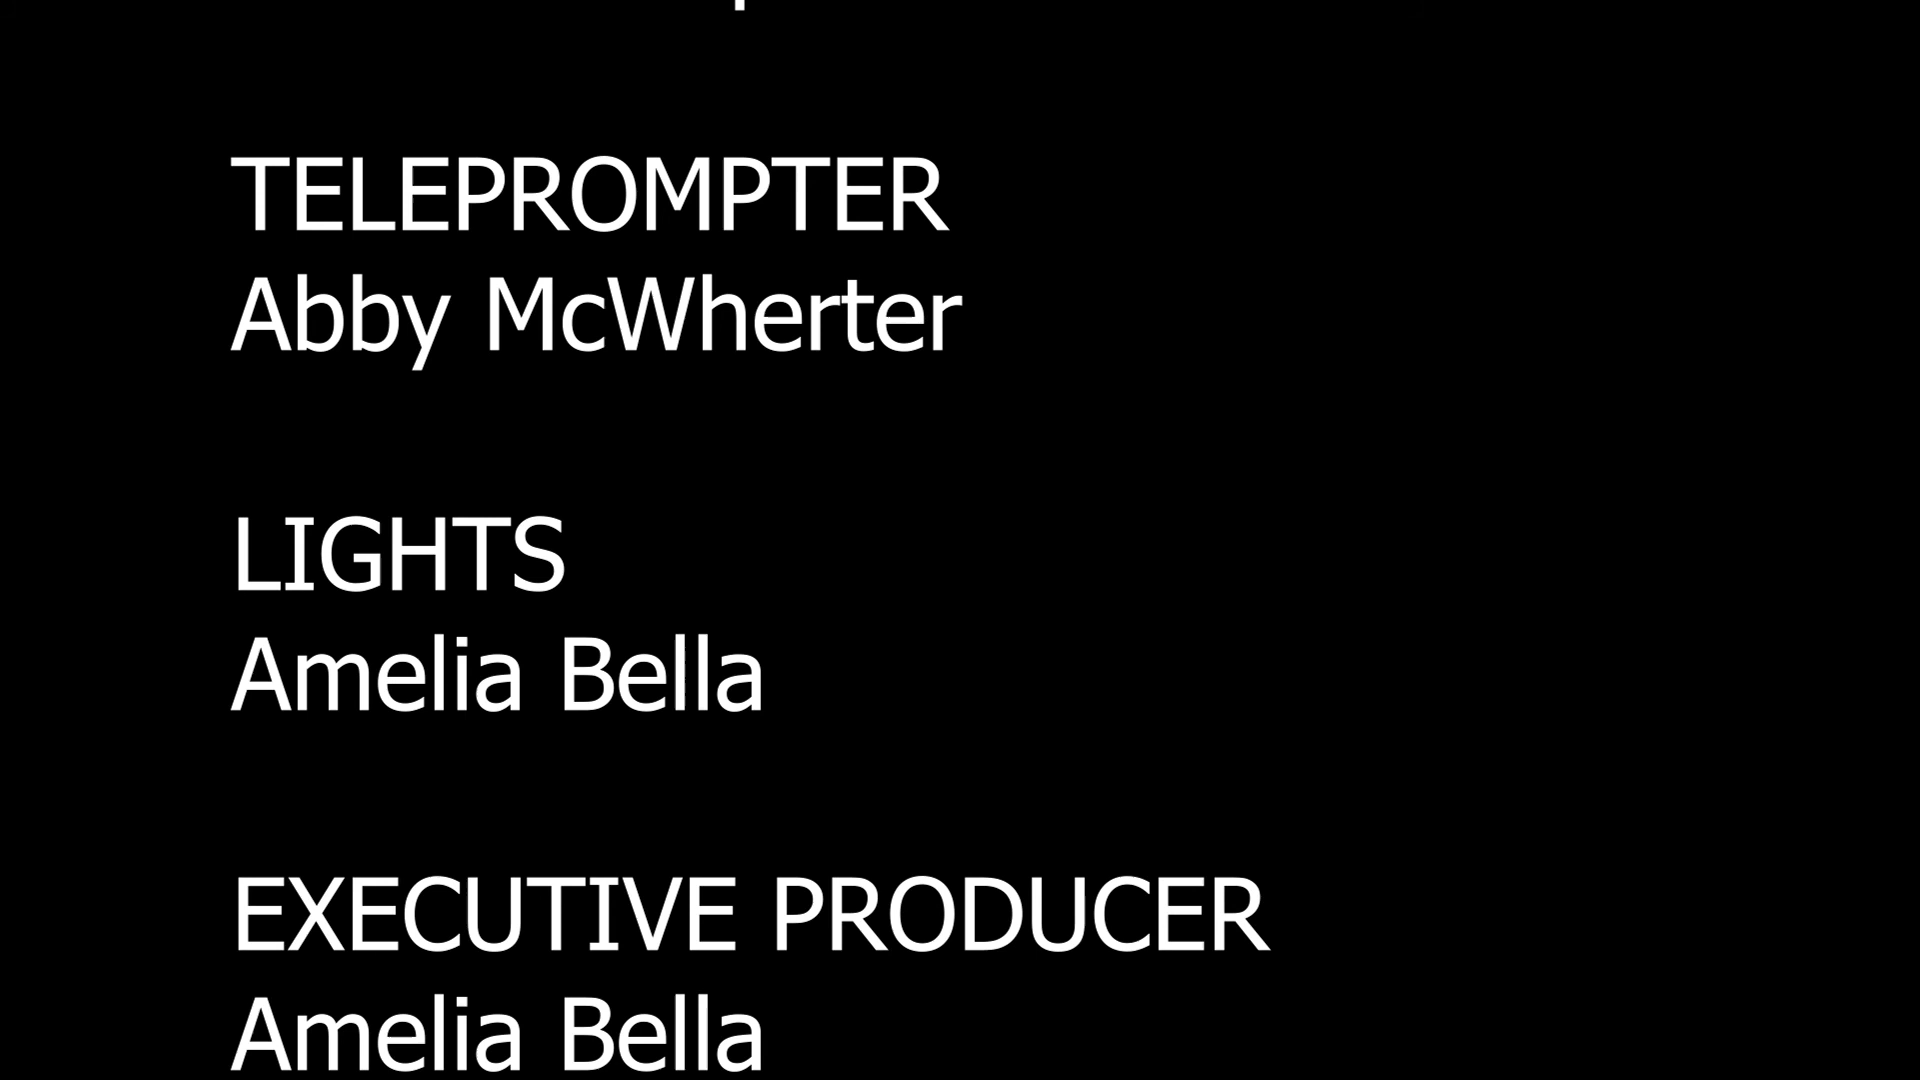 TELEPROMPTER
Abby McWherter
LIGHTS
Amelia Bella
EXECUTIVE PRODUCER
Amelia Bella